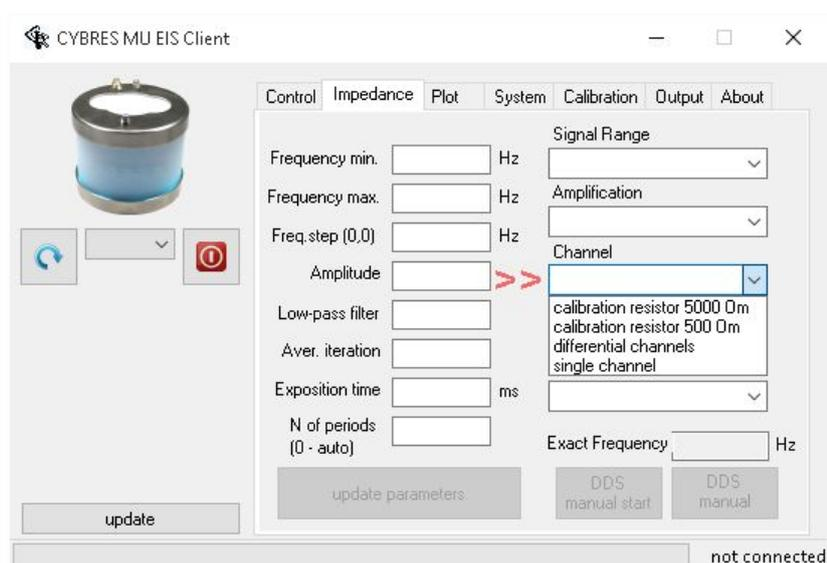 CYBRES MU EIS Client
Control Impedance Plot System Calibration Output About
Signal Range
Frequency min. Hz
Frequency max. Hz
Amplification
Freq.step (0,0) Hz
Channel
Amplitude >>
calibration resistor 5000 Om
calibration resistor 500 Om
differential channels
single channel
Low-pass filter
Aver. iteration
Exposition time ms
N of periods
(0 - auto)
Exact Frequency Hz
update parameters
DDS
manual start
DDS
manual
update
not connected